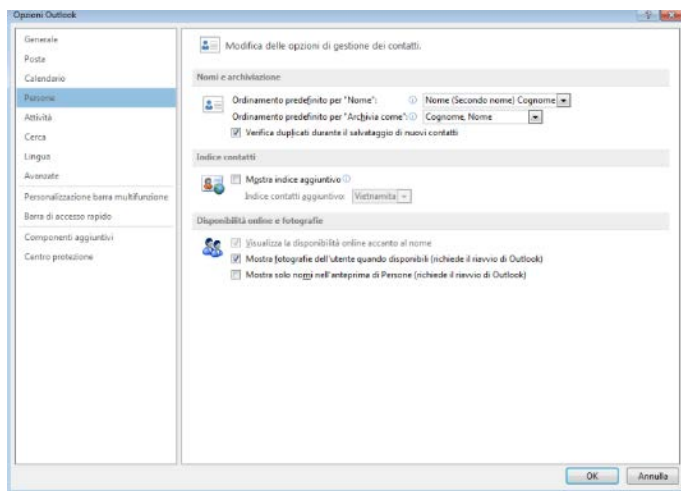 Opzioni Outlook
Generale
Posta
Calendario
Persone
Attività
Cerca
Lingua
Avanzate
Personalizzazione barra multifunzione
Barra di accesso rapido
Componenti aggiuntivi
Centro protezione
Modifica delle opzioni di gestione dei contatti.
Nomi e archiviazione
Ordinamento predefinito per "Nome": Nome (Secondo nome) Cognome
Ordinamento predefinito per "Archivia come": Cognome, Nome
Verifica duplicati durante il salvataggio di nuovi contatti
Indice contatti
Mostra indice aggiuntivo
Indice contatti aggiuntivo: Vietnamita
Disponibilità online e fotografie
Visualizza la disponibilità online accanto al nome
Mostra fotografie dell'utente quando disponibili (richiede il riavvio di Outlook)
Mostra solo nomi nell'anteprima di Persone (richiede il riavvio di Outlook)
OK Annulla